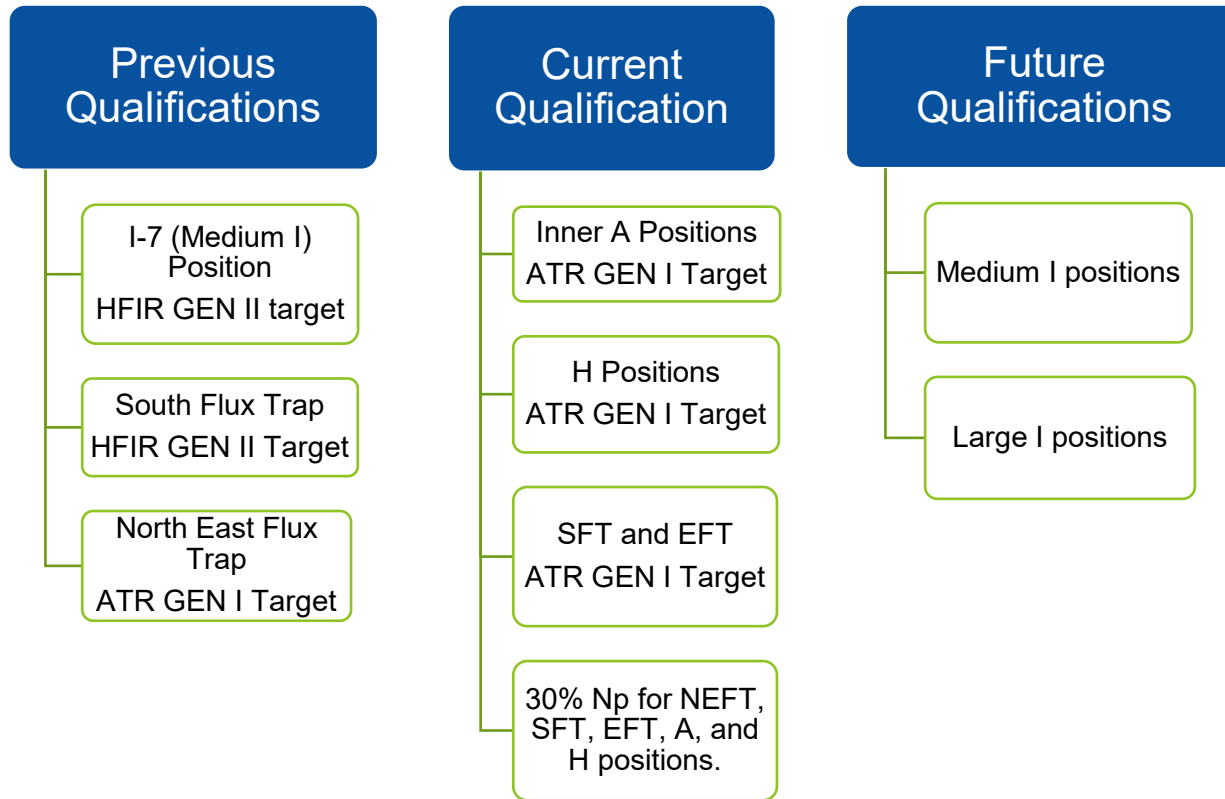 Previous
Qualifications
I-7 (Medium I)
Position
HFIR GEN II target
South Flux Trap
HFIR GEN II Target
North East Flux
Trap
ATR GEN I Target
Current
Qualification
Inner A Positions
ATR GEN I Target
H Positions
ATR GEN I Target
SFT and EFT
ATR GEN I Target
30% Np for NEFT,
SFT, EFT, A, and
H positions.
Future
Qualifications
Medium I positions
Large I positions